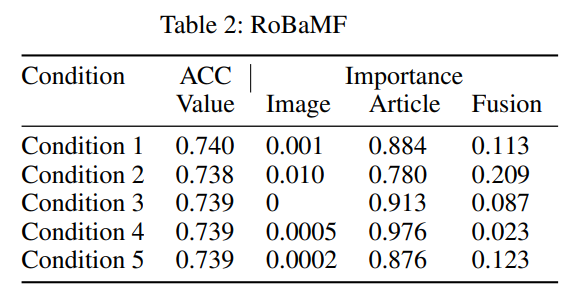 Table 2: RoBaMF
Condition ACC Importance
Value Image Article Fusion
Condition 1 0.740 0.001 0.884 0.113
Condition 2 0.738 0.010 0.780 0.209
Condition 3 0.739 0 0.913 0.087
Condition 4 0.739 0.0005 0.976 0.023
Condition 5 0.739 0.0002 0.876 0.123